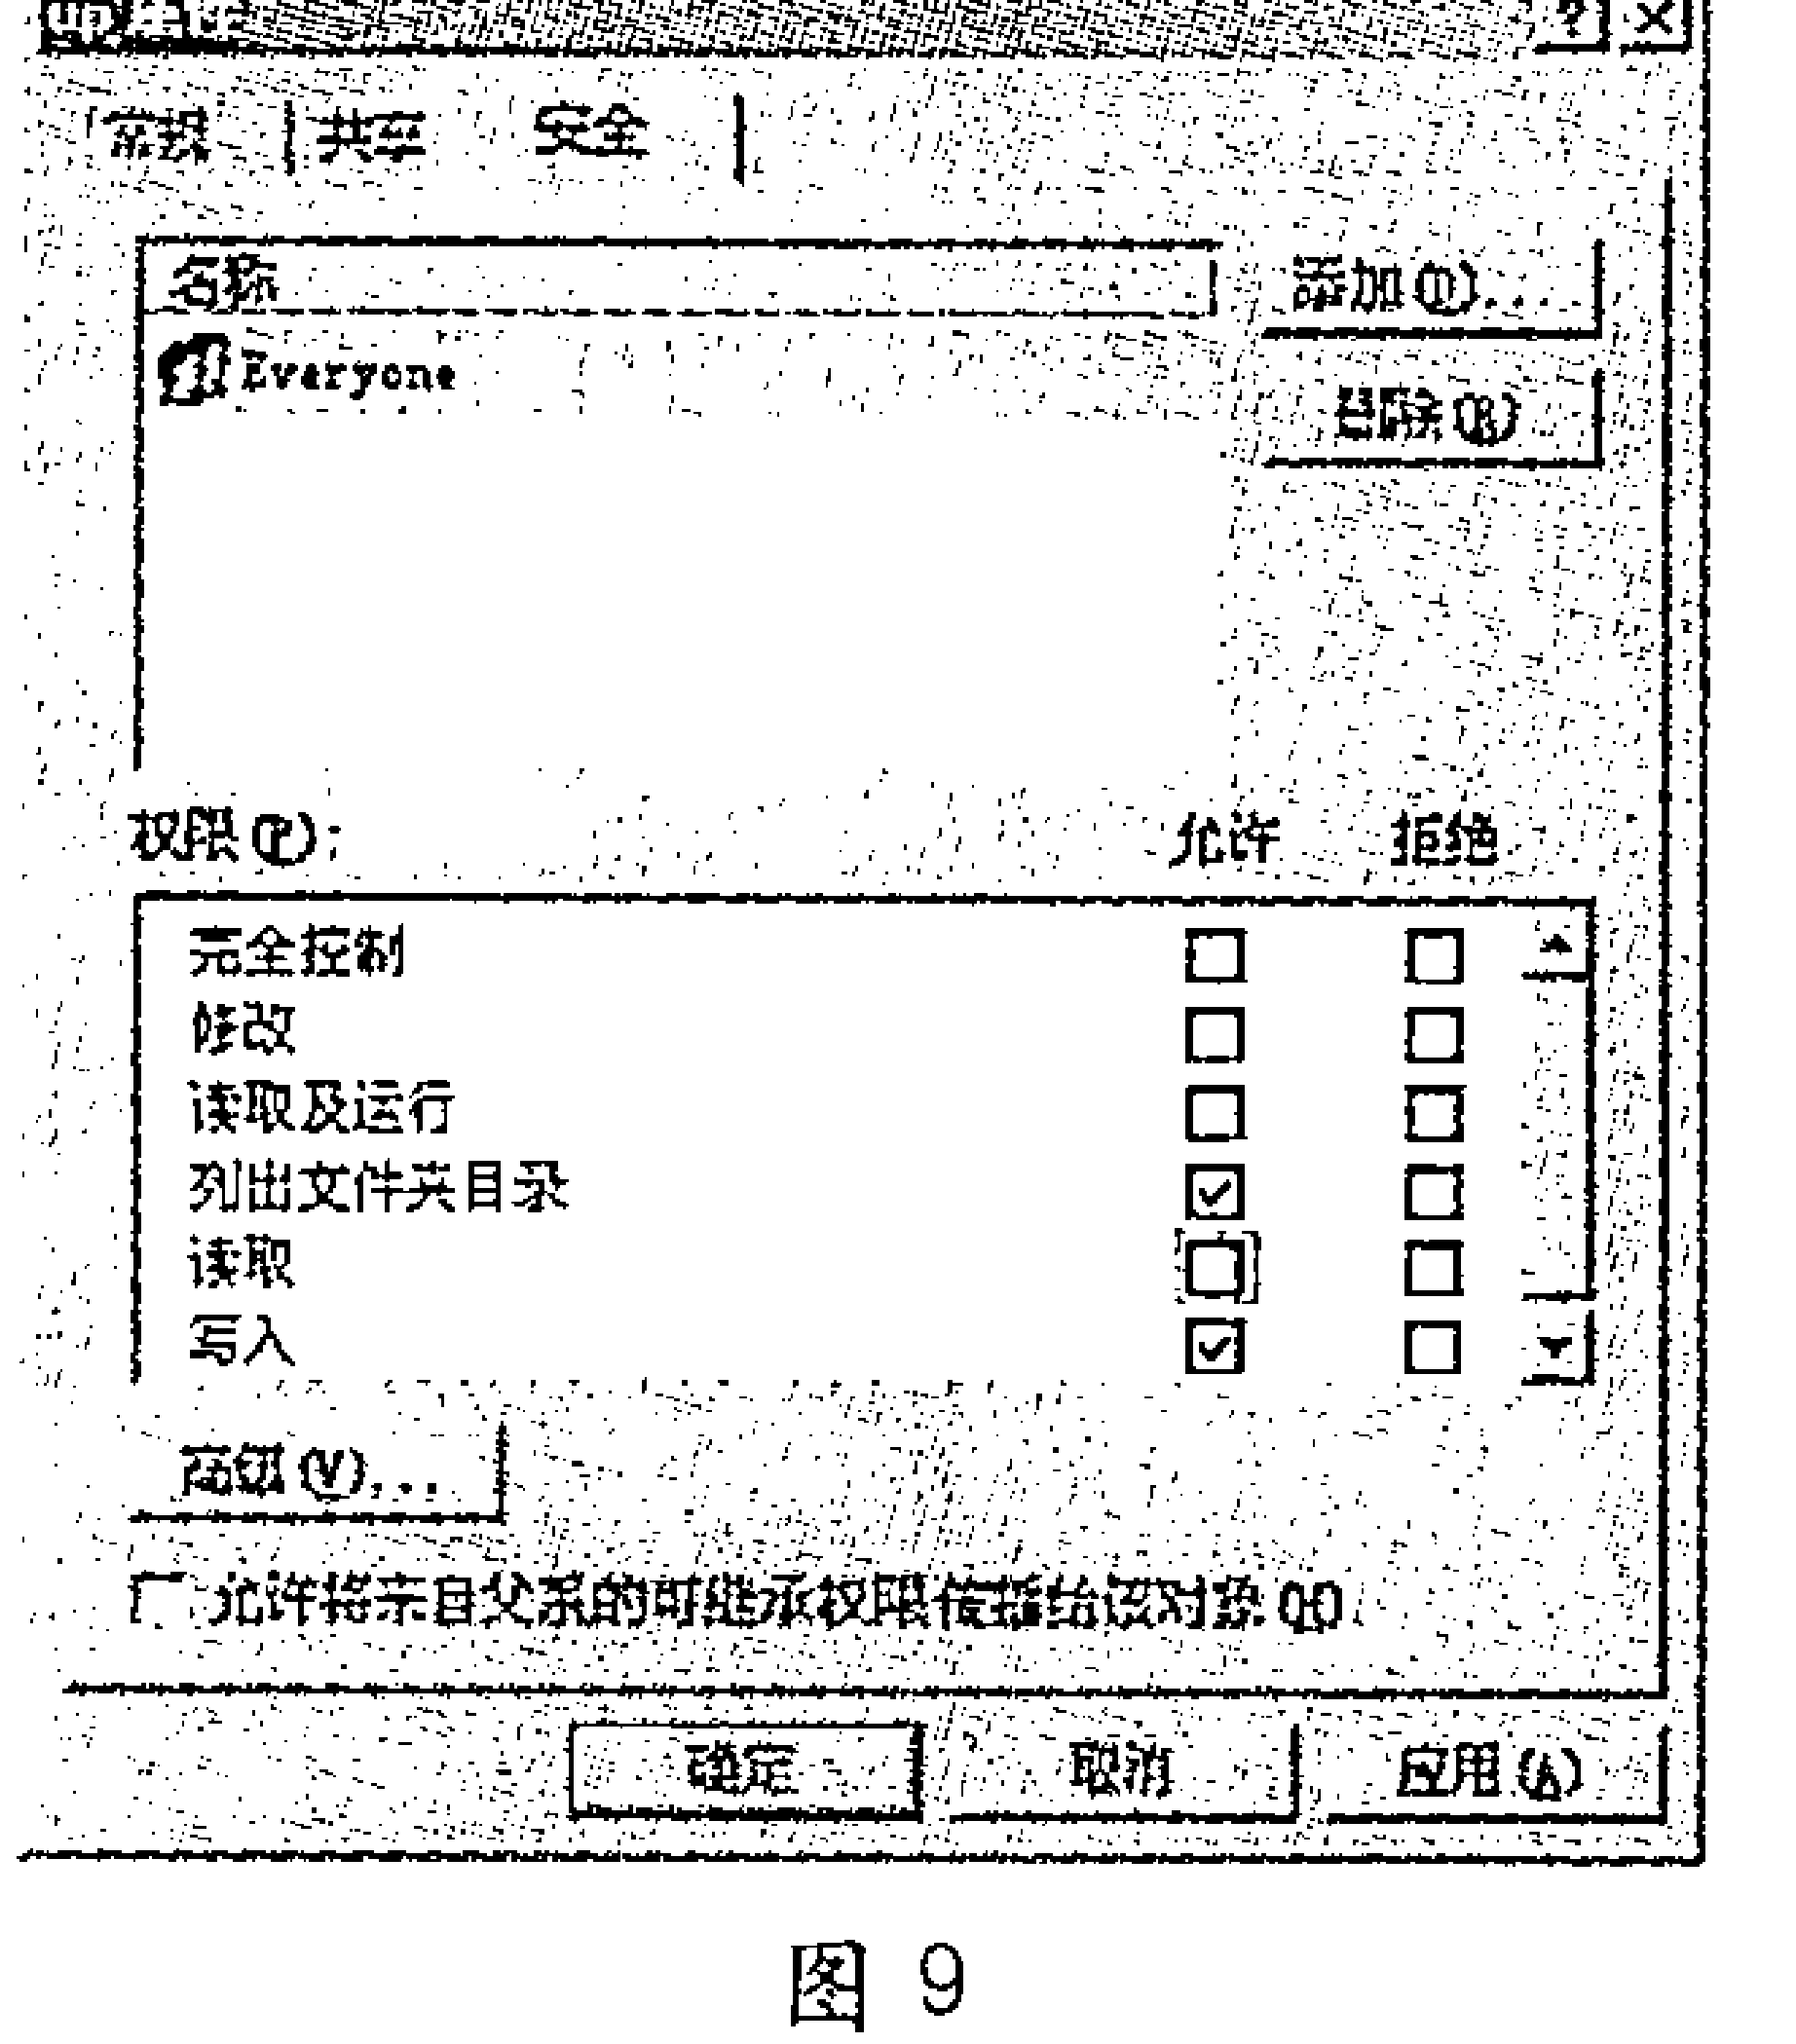 属性 ? ×
常规 共享 安全
名称 添加(D)...
Everyone
删除(R)
权限(P): 允许 拒绝
完全控制
修改
读取及运行
列出文件夹目录
读取
写入
高级(V)...
允许将来自父系的可继承权限传播给该对象(H)
确定 取消 应用(A)
图 9